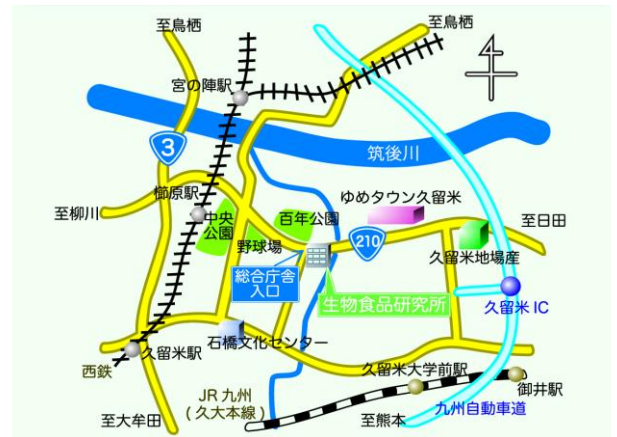 至鳥栖
至鳥栖
宮の陣駅
3
筑後川
櫛原駅
ゆめタウン久留米
至柳川
中央
公園
百年公園
至日田
野球場
210
久留米地場産
総合庁舎
入口
生物食品研究所
久留米 IC
石橋文化センター
久留米駅
西鉄
久留米大学前駅
御井駅
JR 九州
(久大本線)
九州自動車道
至大牟田
至熊本